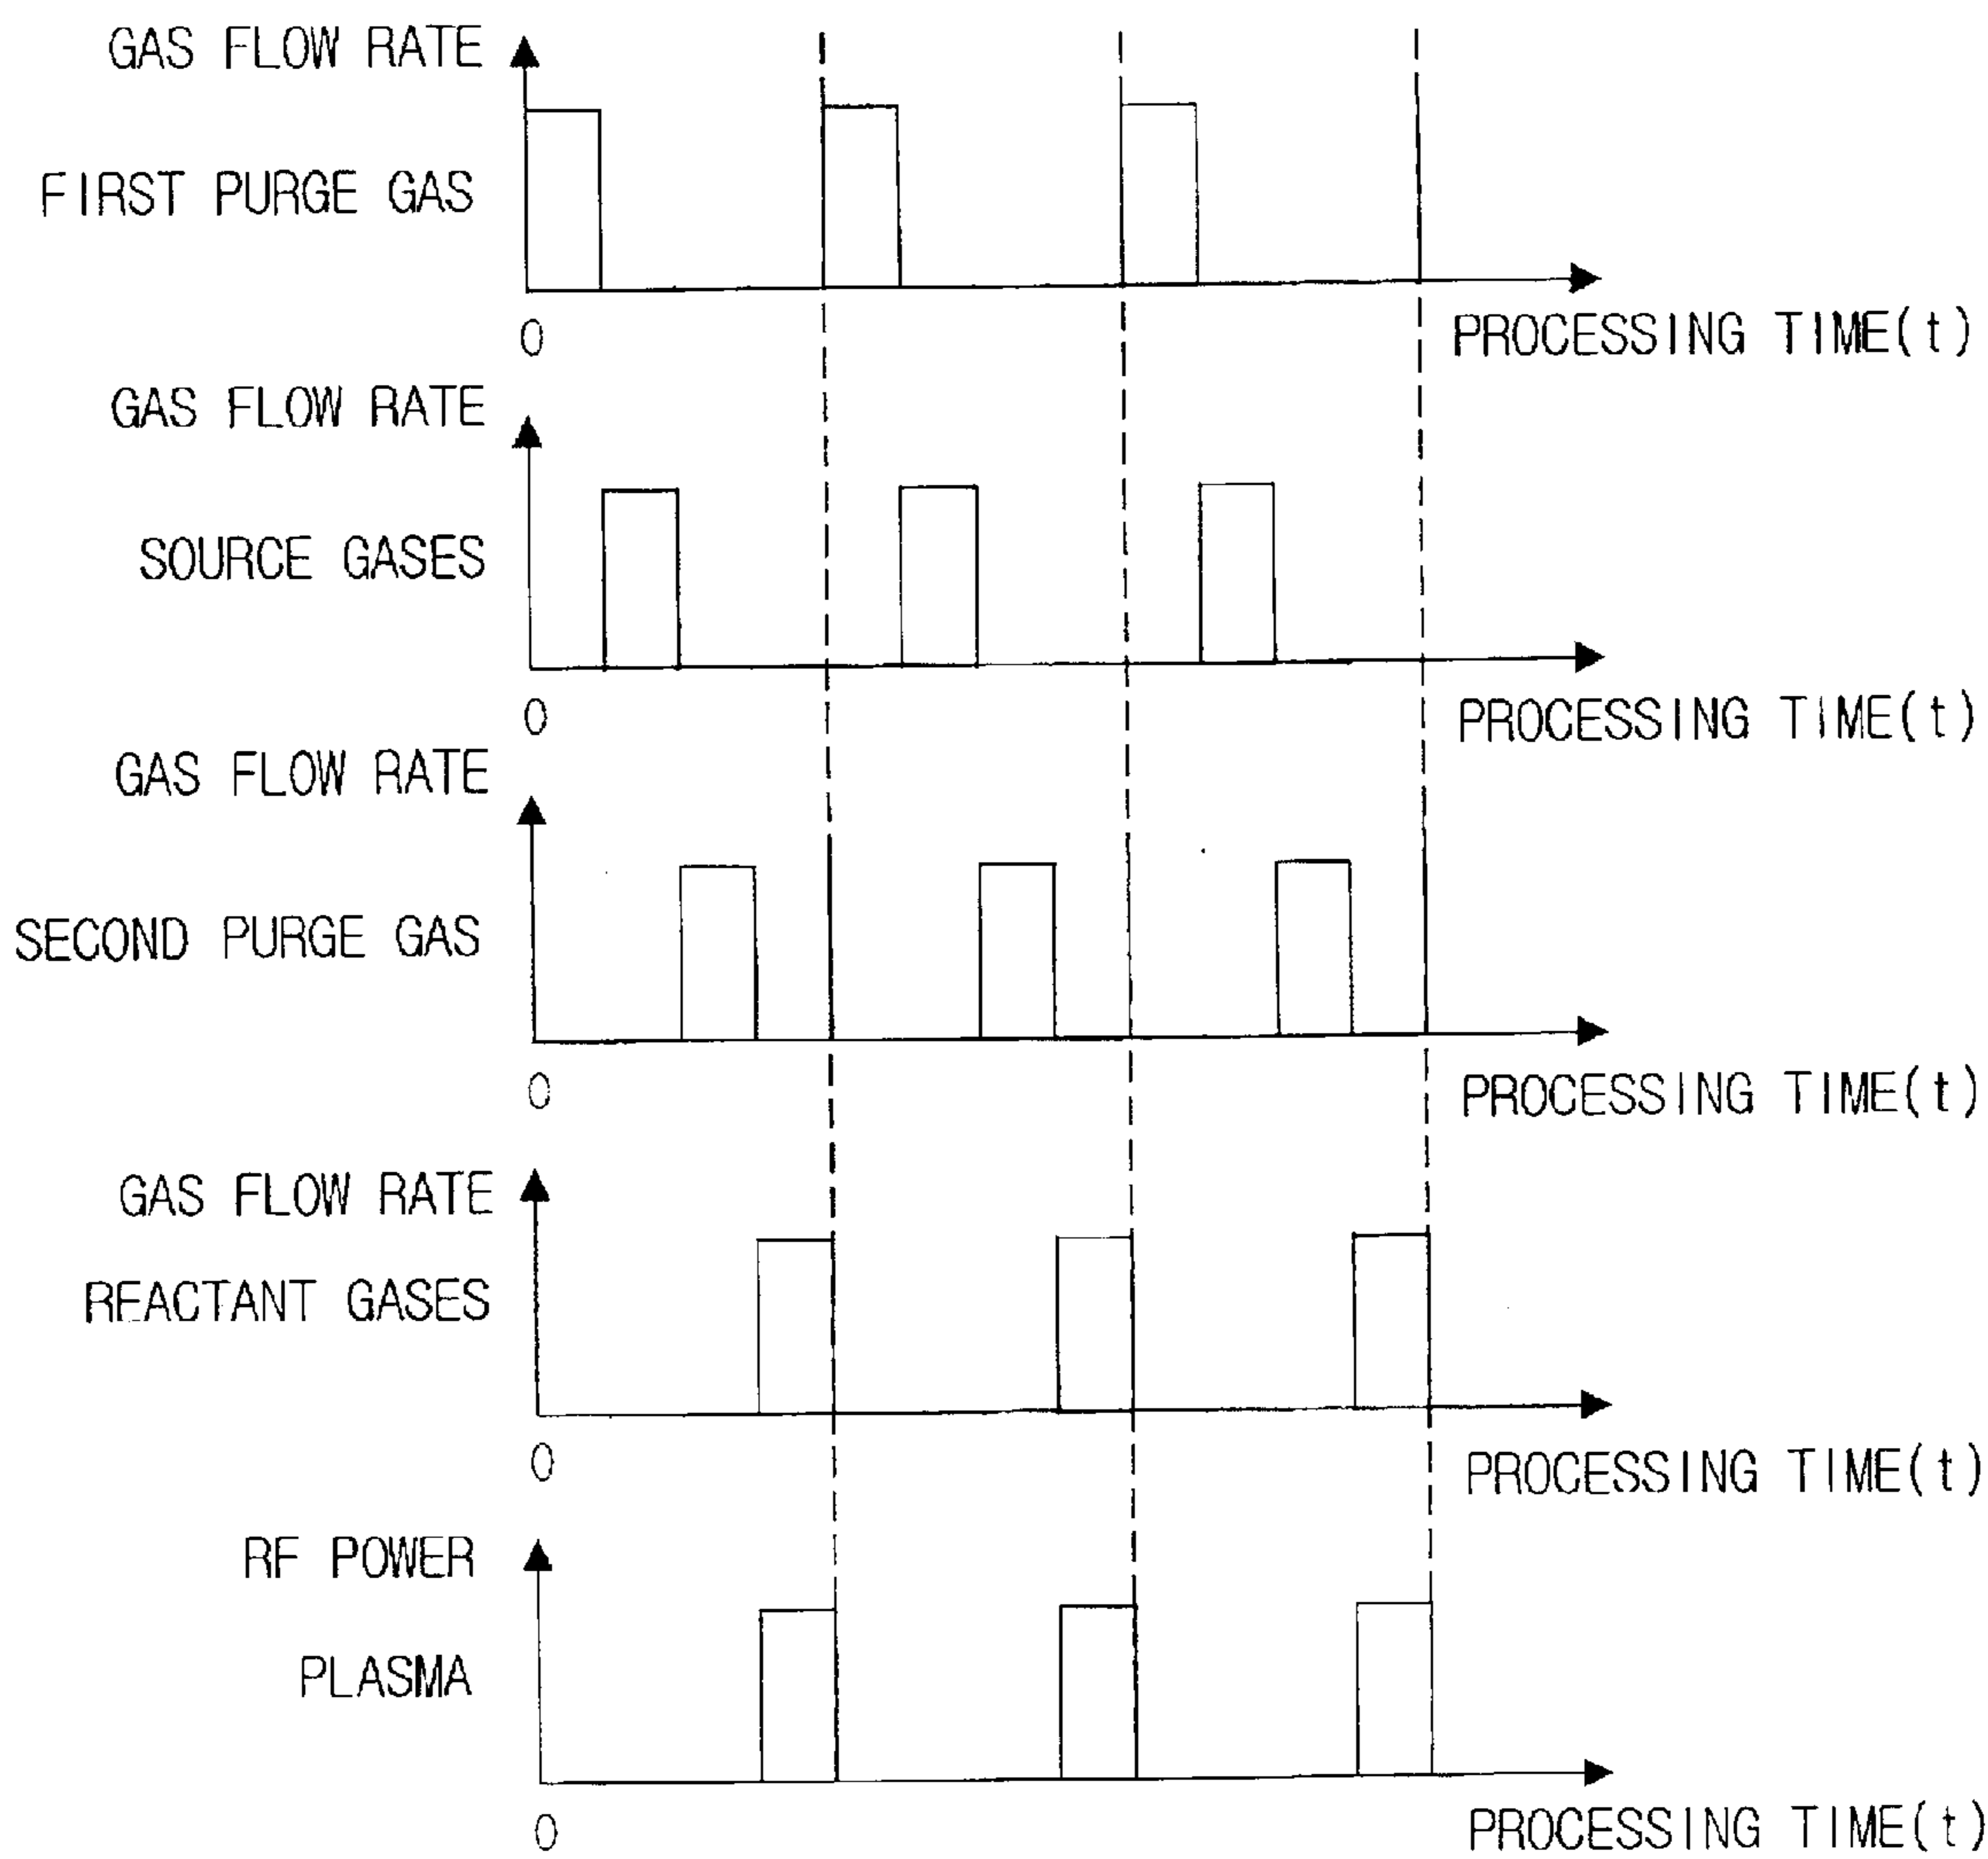 GAS FLOW RATE
FIRST PURGE GAS
0
PROCESSING TIME(t)
GAS FLOW RATE
SOURCE GASES
0
PROCESSING TIME(t)
GAS FLOW RATE
SECOND PURGE GAS
0
PROCESSING TIME(t)
GAS FLOW RATE
REACTANT GASES
0
PROCESSING TIME(t)
RF POWER
PLASMA
0
PROCESSING TIME(t)